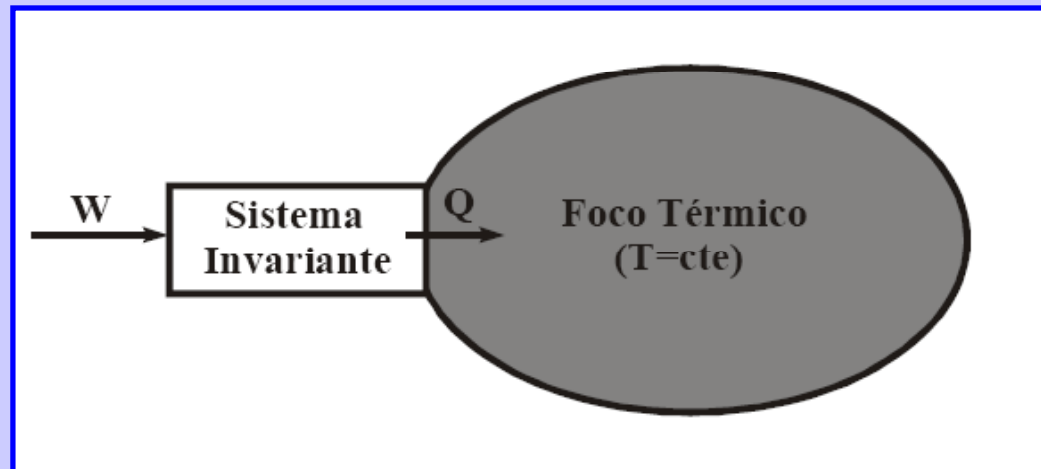 W
Sistema
Invariante
Q
Foco Térmico
(T=cte)